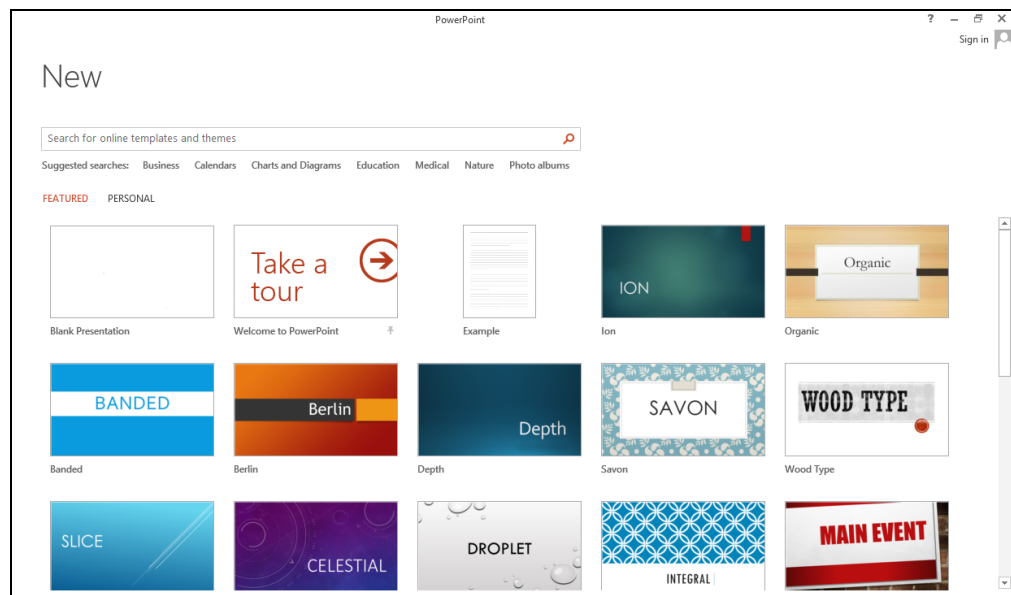 PowerPoint
?
Sign in
New
Search for online templates and themes
Suggested searches: Business Calendars Charts and Diagrams Education Medical Nature Photo albums
FEATURED PERSONAL
Take a
tour
ION
Organic
Blank Presentation Welcome to PowerPoint Example Ion Organic
BANDED
Berlin
Depth
SAVON
WOOD TYPE
Banded Berlin Depth Savon Wood Type
SLICE
CELESTIAL
DROPLET
INTEGRAL
MAIN EVENT